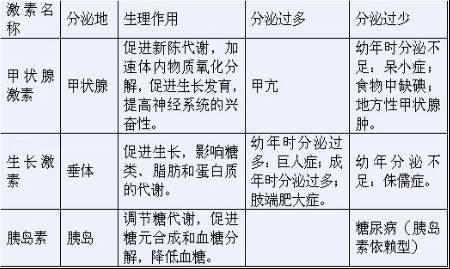 激素名称 分泌地 生理作用 分泌过多 分泌过少
甲状腺激素 甲状腺 促进新陈代谢，加速体内物质氧化分解，促进生长发育，提高神经系统的兴奋性。 甲亢 幼年时分泌不足：呆小症；食物中缺碘；地方性甲状腺肿。
生长激素 垂体 促进生长，影响糖类、脂肪和蛋白质的代谢。 幼年时分泌过多：巨人症；成年时分泌过多；肢端肥大症。 幼年分泌不足：侏儒症。
胰岛素 胰岛 调节糖代谢，促进糖元合成和血糖分解，降低血糖。 糖尿病（胰岛素依赖型）